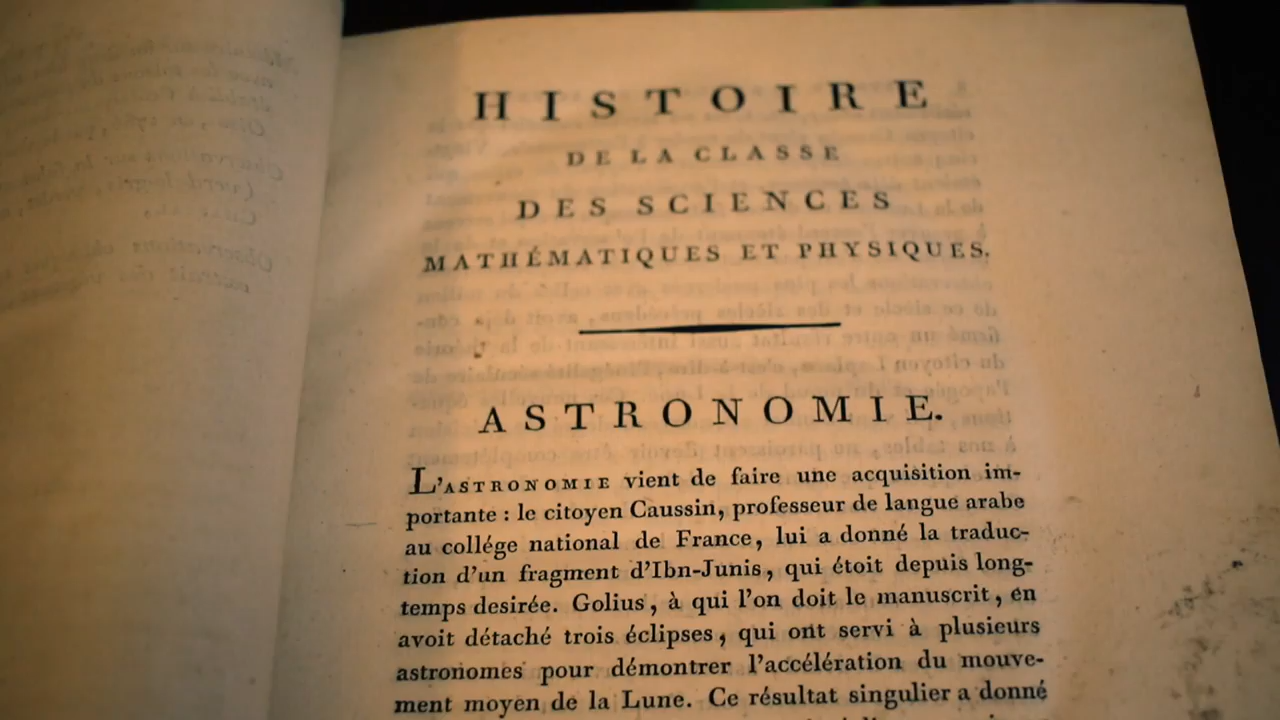 HISTOIRE
DE LA CLASSE
DES SCIENCES
MATHÉMATIQUES ET PHYSIQUES.
ASTRONOMIE.
L'ASTRONOMIE vient de faire une acquisition im-
portante : le citoyen Caussin, professeur de langue arabe
au collége national de France, lui a donné la traduc-
tion d'un fragment d'Ibn-Junis, qui étoit depuis long-
temps desirée. Golius, à qui l'on doit le manuscrit, en
avoit détaché trois éclipses, qui ont servi à plusieurs
astronomes pour démontrer l'accélération du mouve-
ment moyen de la Lune. Ce résultat singulier a donné